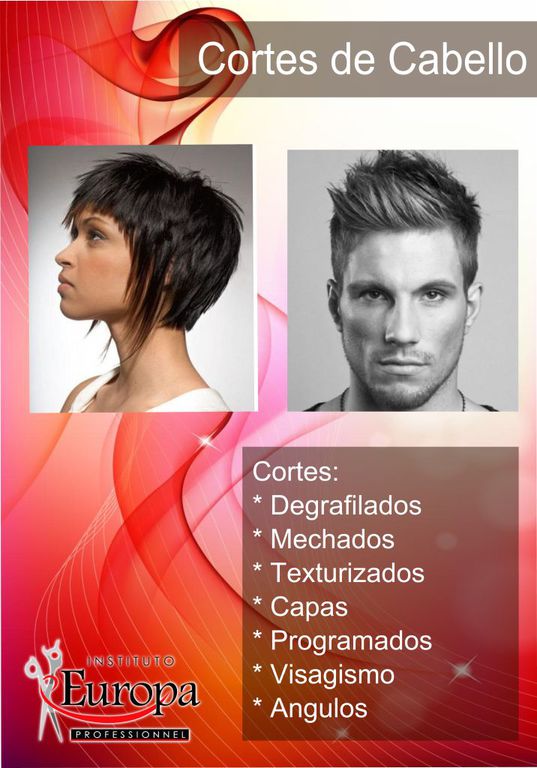 Cortes de Cabello
Cortes:
* Degrafilados
* Mechados
* Texturizados
* Capas
* Programados
* Visagismo
* Angulos
INSTITUTO
Europa
PROFESSIONNEL